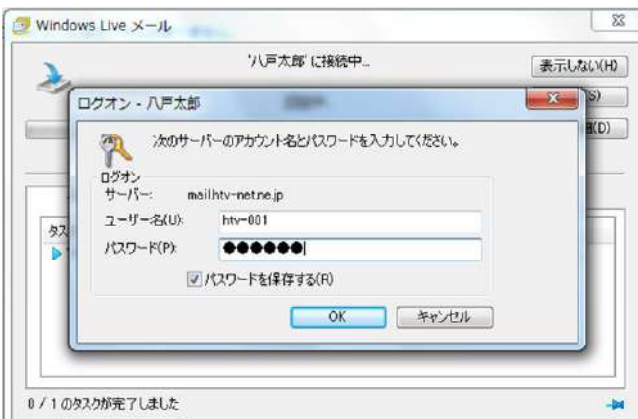 Windows Live メール
'八戸太郎' に接続中...
表示しない(H)
(S)
(D)
ログオン - 八戸太郎
次のサーバーのアカウント名とパスワードを入力してください。
ログオン
サーバー: mail.htv-net.ne.jp
ユーザー名(U): htv-001
パスワード(P): ●●●●●●
パスワードを保存する(R)
OK キャンセル
タス
0 / 1 のタスクが完了しました